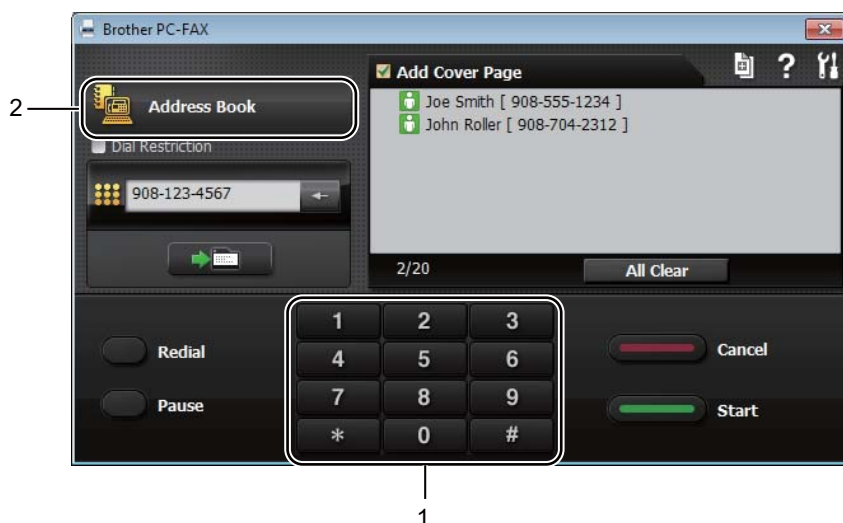 Brother PC-FAX
2
Address Book
Dial Restriction
908-123-4567
Add Cover Page
?
Joe Smith [ 908-555-1234 ]
John Roller [ 908-704-2312 ]
2/20
All Clear
Redial
Pause
1 2 3
4 5 6
7 8 9
* 0 #
Cancel
Start
1